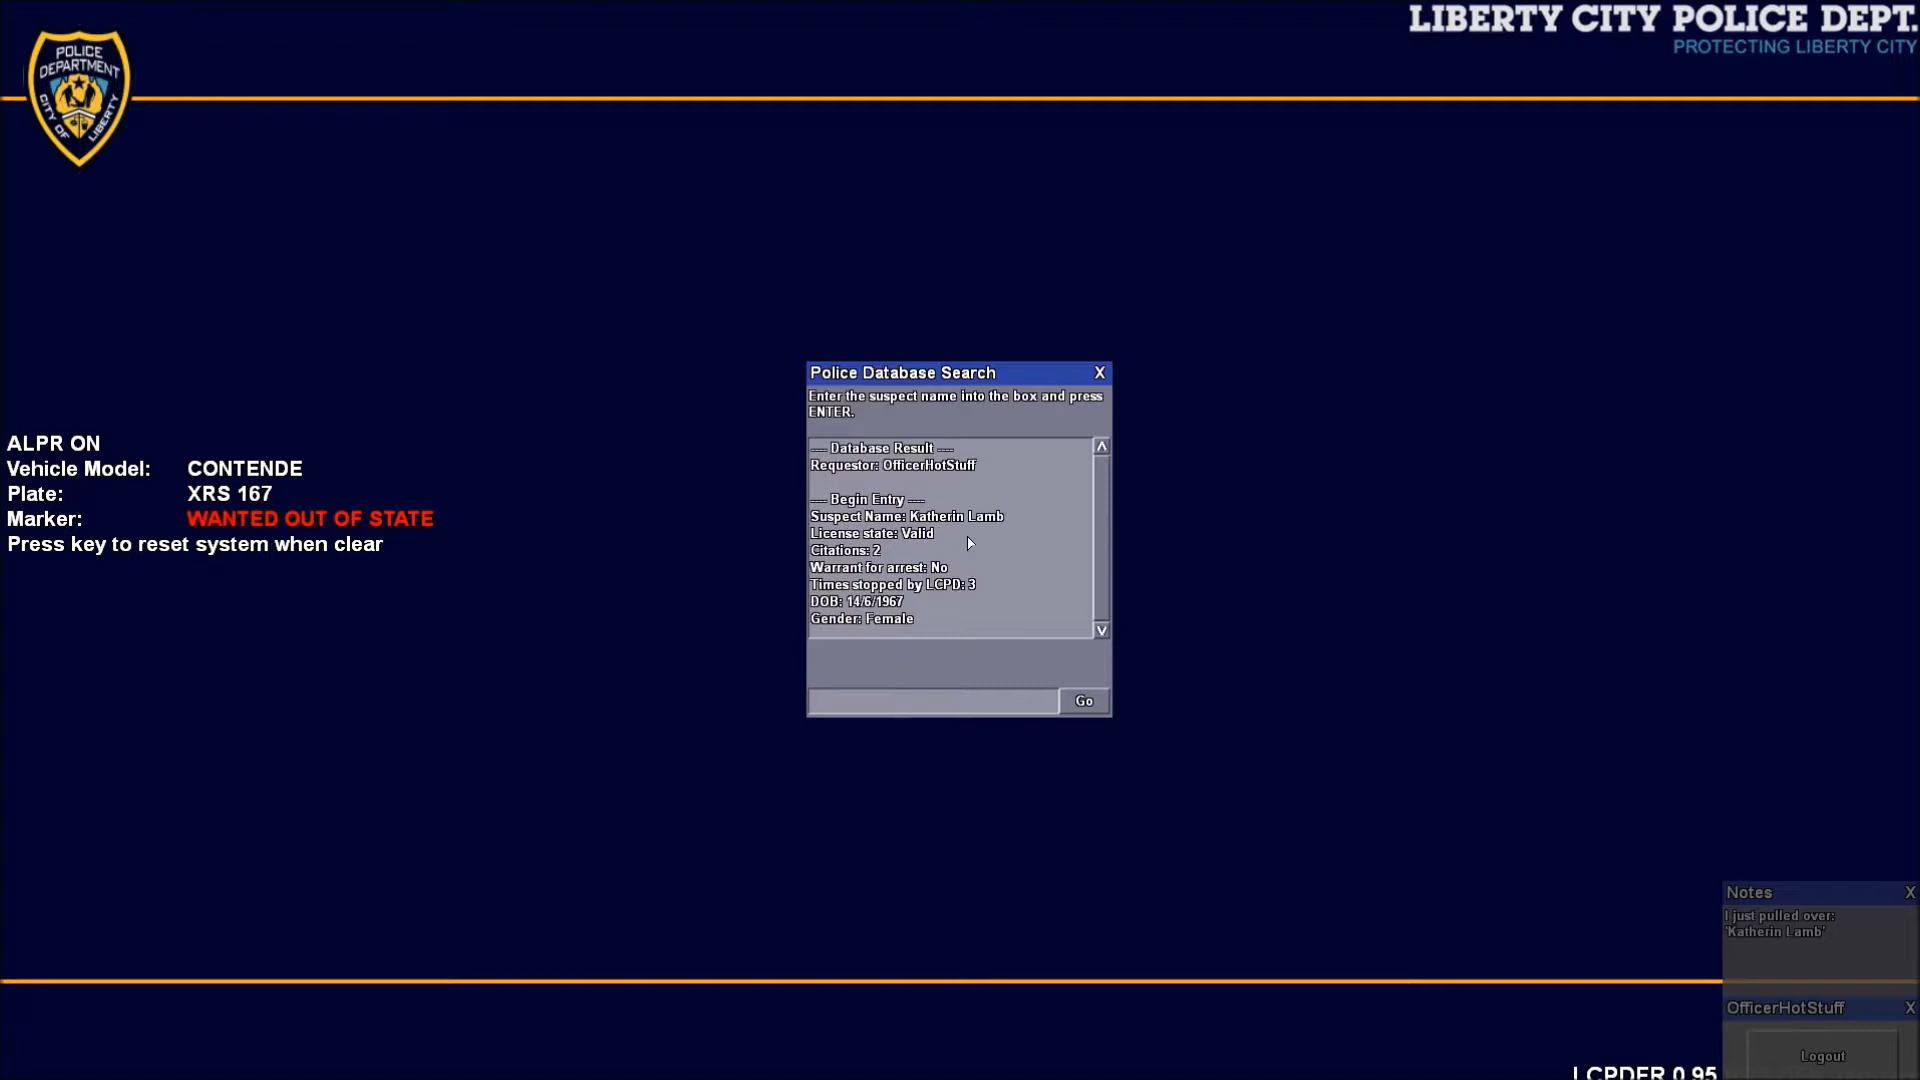 LIBERTY CITY POLICE DEPT.
PROTECTING LIBERTY CITY
POLICE
DEPARTMENT
CITY OF LIBERTY
ALPR ON
Vehicle Model: CONTENDE
Plate: XRS 167
Marker: WANTED OUT OF STATE
Press key to reset system when clear
Police Database Search X
Enter the suspect name into the box and press
ENTER.
---- Database Result ----
Requestor: OfficerHotStuff
---- Begin Entry ----
Suspect Name: Katherin Lamb
License state: Valid
Citations: 2
Warrant for arrest: No
Times stopped by LCPD: 3
DOB: 14/6/1967
Gender: Female
Go
Notes X
I just pulled over:
'Katherin Lamb'
OfficerHotStuff X
Logout
LCPDFR 0.95